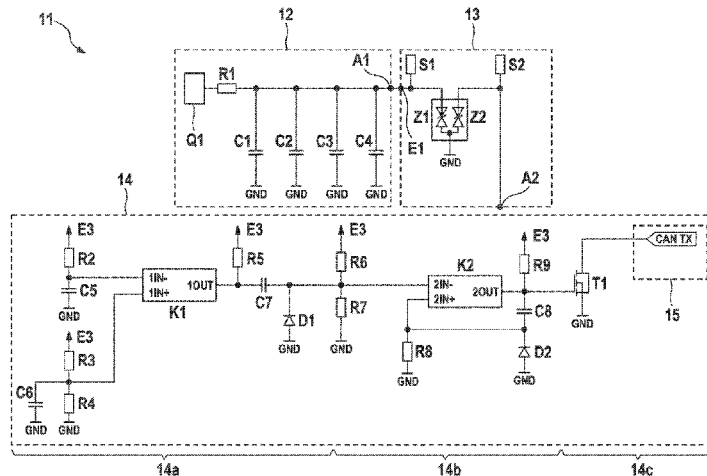 11
12
13
R1
A1
S1
S2
Q1
Z1
Z2
E1
C1
C2
C3
C4
GND
GND
GND
GND
GND
A2
14
E3
E3
E3
E3
R2
R5
R6
K2
R9
CAN TX
1IN-
1IN+
1OUT
2IN-
2IN+
2OUT
T1
C5
K1
C7
GND
E3
R3
D1
R7
C8
GND
15
GND
GND
R8
D2
C6
R4
GND
GND
GND
GND
14a
14b
14c